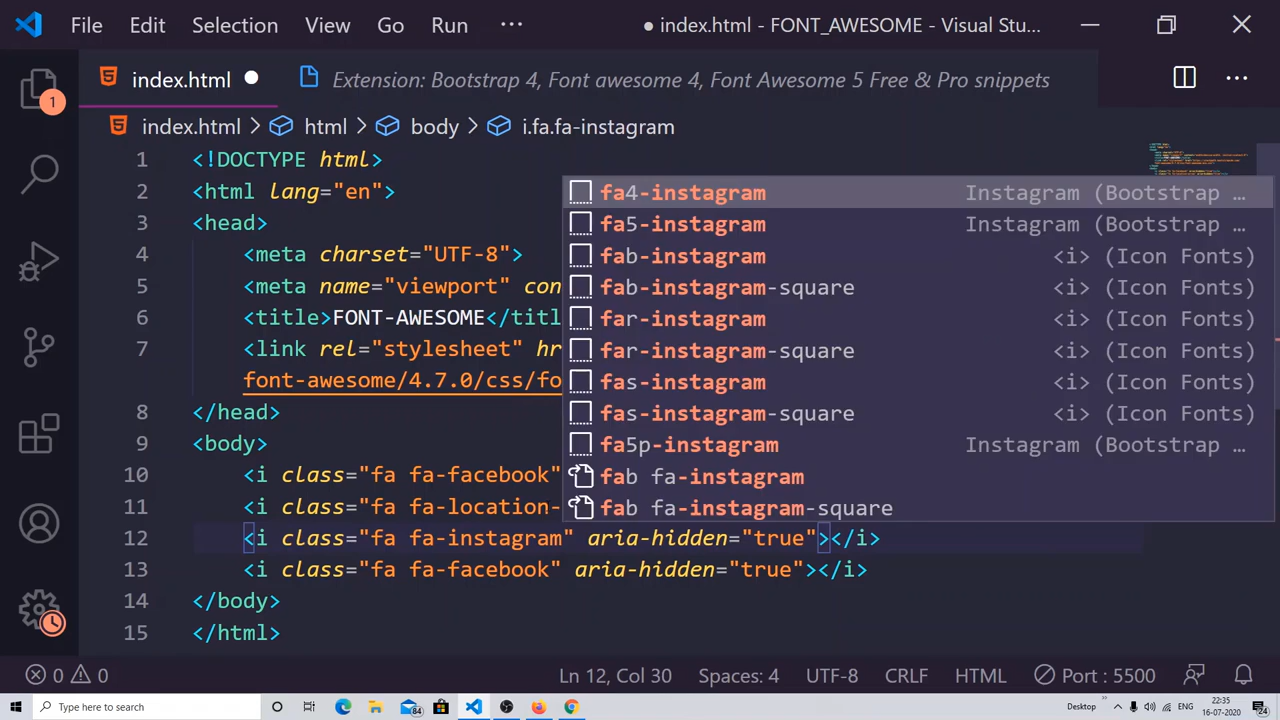 File Edit Selection View Go Run ··· ● index.html - FONT_AWESOME - Visual Stu...
index.html ● Extension: Bootstrap 4, Font awesome 4, Font Awesome 5 Free & Pro snippets ···
1
index.html > html > body > i.fa.fa-instagram
1 <!DOCTYPE html>
2 <html lang="en">
3 <head>
4 <meta charset="UTF-8">
5 <meta name="viewport" con
6 <title>FONT-AWESOME</titl
7 <link rel="stylesheet" hr
font-awesome/4.7.0/css/fo
8 </head>
9 <body>
10 <i class="fa fa-facebook"
11 <i class="fa fa-location-
12 <i class="fa fa-instagram" aria-hidden="true"></i>
13 <i class="fa fa-facebook" aria-hidden="true"></i>
14 </body>
15 </html>
fa4-instagram Instagram (Bootstrap …
fa5-instagram Instagram (Bootstrap …
fab-instagram <i> (Icon Fonts)
fab-instagram-square <i> (Icon Fonts)
far-instagram <i> (Icon Fonts)
far-instagram-square <i> (Icon Fonts)
fas-instagram <i> (Icon Fonts)
fas-instagram-square <i> (Icon Fonts)
fa5p-instagram Instagram (Bootstrap …
fab fa-instagram
fab fa-instagram-square
0 0 Ln 12, Col 30 Spaces: 4 UTF-8 CRLF HTML Port : 5500
Type here to search 84 Desktop ENG 22:35
16-07-2020 24